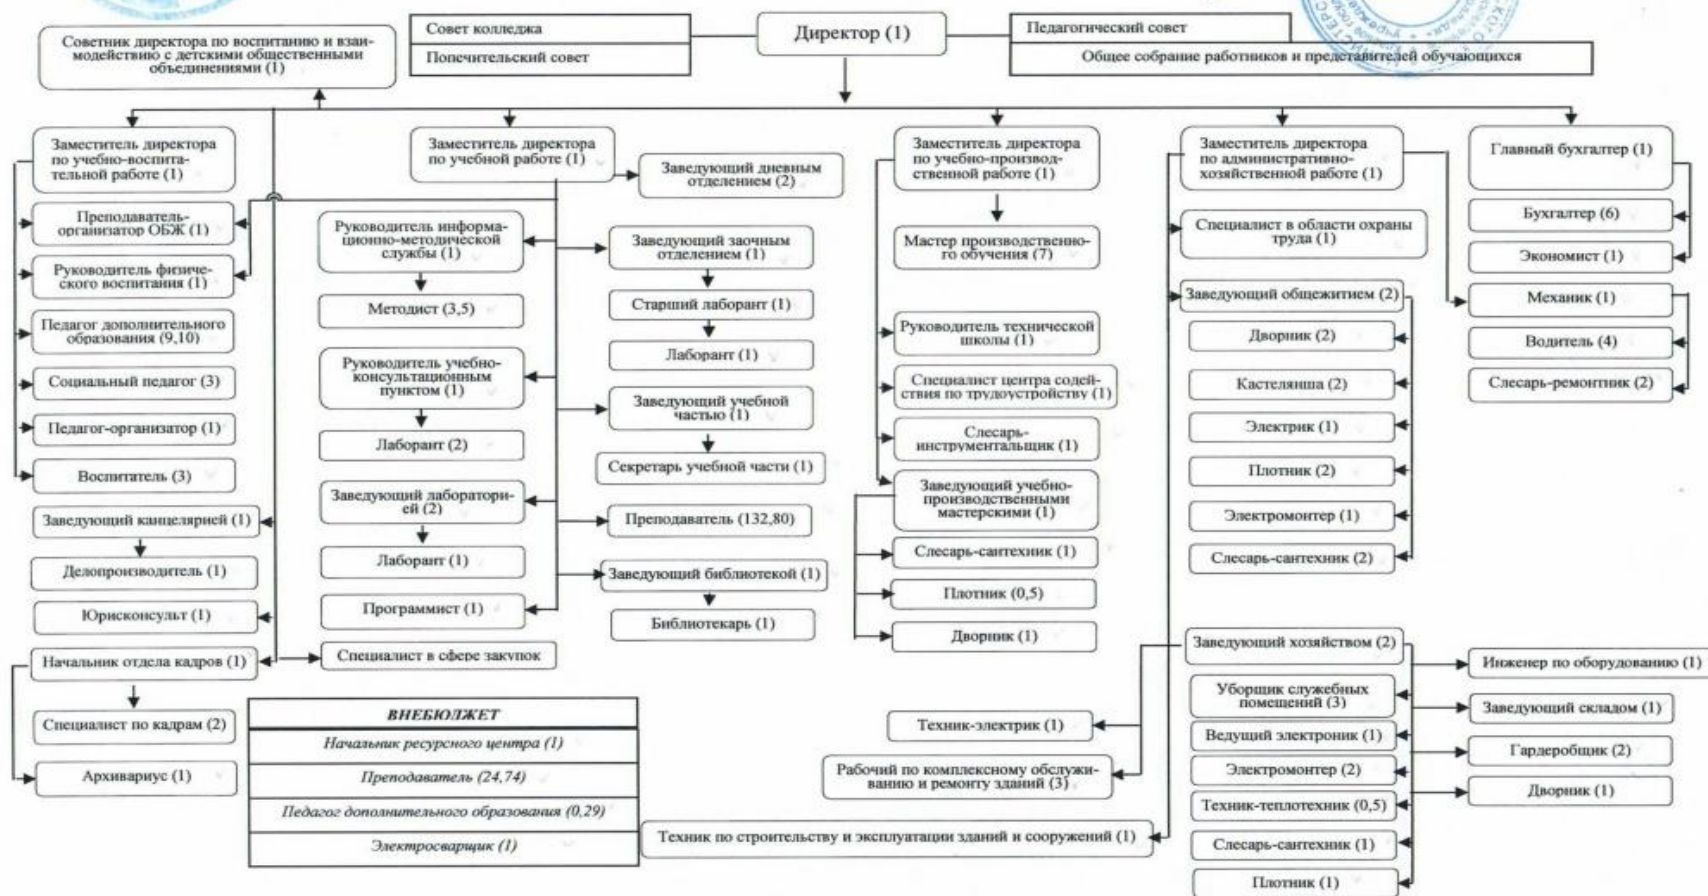 Советник директора по воспитанию и взаи-
модействию с детскими общественными
объединениями (1)
Совет колледжа
Попечительский совет
Директор (1)
Педагогический совет
Общее собрание работников и представителей обучающихся
Заместитель директора
по учебно-воспита-
тельной работе (1)
Преподаватель-
организатор ОБЖ (1)
Руководитель физиче-
ского воспитания (1)
Педагог дополнительного
образования (9,10)
Социальный педагог (3)
Педагог-организатор (1)
Воспитатель (3)
Заведующий канцелярией (1)
Делопроизводитель (1)
Юрисконсульт (1)
Начальник отдела кадров (1)
Специалист по кадрам (2)
Архивариус (1)
Заместитель директора
по учебной работе (1)
Заведующий дневным
отделением (2)
Руководитель информа-
ционно-методической
службы (1)
Методист (3,5)
Руководитель учебно-
консультационным
пунктом (1)
Лаборант (2)
Заведующий лаборатори-
ей (2)
Лаборант (1)
Программист (1)
Специалист в сфере закупок
Заведующий заочным
отделением (1)
Старший лаборант (1)
Лаборант (1)
Заведующий учебной
частью (1)
Секретарь учебной части (1)
Преподаватель (132,80)
Заведующий библиотекой (1)
Библиотекарь (1)
ВНЕБЮДЖЕТ
Начальник ресурсного центра (1)
Преподаватель (24,74)
Педагог дополнительного образования (0,29)
Электросварщик (1)
Заместитель директора
по учебно-производ-
ственной работе (1)
Мастер производственно-
го обучения (7)
Руководитель технической
школы (1)
Специалист центра содей-
ствия по трудоустройству (1)
Слесарь-
инструментальщик (1)
Заведующий учебно-
производственными
мастерскими (1)
Слесарь-сантехник (1)
Плотник (0,5)
Дворник (1)
Техник-электрик (1)
Рабочий по комплексному обслужи-
ванию и ремонту зданий (3)
Техник по строительству и эксплуатации зданий и сооружений (1)
Заместитель директора
по административно-
хозяйственной работе (1)
Специалист в области охраны
труда (1)
Заведующий общежитием (2)
Дворник (2)
Кастелянша (2)
Электрик (1)
Плотник (2)
Электромонтер (1)
Слесарь-сантехник (2)
Заведующий хозяйством (2)
Уборщик служебных
помещений (3)
Ведущий электроник (1)
Электромонтер (2)
Техник-теплотехник (0,5)
Слесарь-сантехник (1)
Плотник (1)
Главный бухгалтер (1)
Бухгалтер (6)
Экономист (1)
Механик (1)
Водитель (4)
Слесарь-ремонтник (2)
Инженер по оборудованию (1)
Заведующий складом (1)
Гардеробщик (2)
Дворник (1)